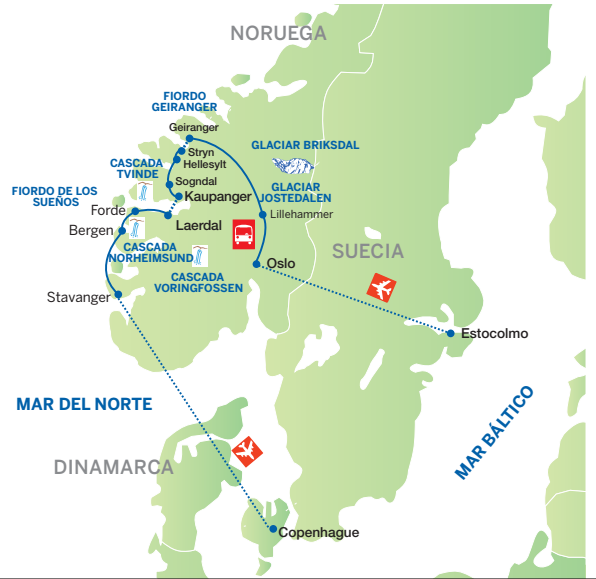 NORUEGA
FIORDO
GEIRANGER
Geiranger
GLACIAR BRIKSDAL
Stryn
Hellesylt
CASCADA
TVINDE
Sogndal
GLACIAR
JOSTEDALEN
FIORDO DE LOS
SUEÑOS
Kaupanger
Forde
Lillehammer
Laerdal
Bergen
CASCADA
NORHEIMSUND
SUECIA
Oslo
CASCADA
VORINGFOSSEN
Stavanger
Estocolmo
MAR DEL NORTE
MAR BÁLTICO
DINAMARCA
Copenhague